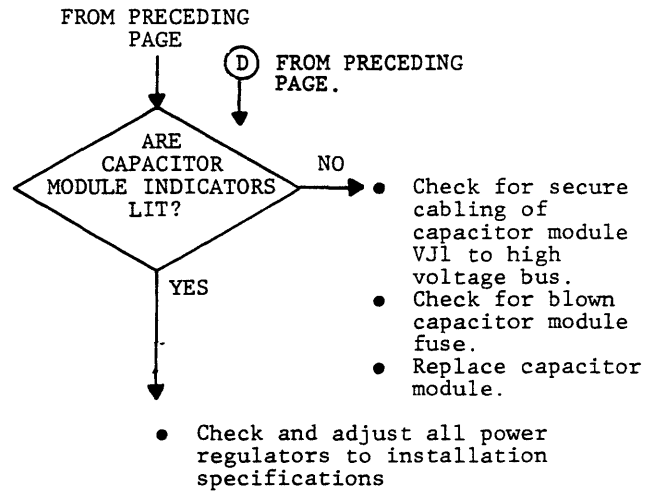 FROM PRECEDING
PAGE
D
FROM PRECEDING
PAGE.
ARE
CAPACITOR
MODULE INDICATORS
LIT?
NO
● Check for secure
cabling of
capacitor module
VJ1 to high
voltage bus.
● Check for blown
capacitor module
fuse.
● Replace capacitor
module.
YES
● Check and adjust all power
regulators to installation
specifications